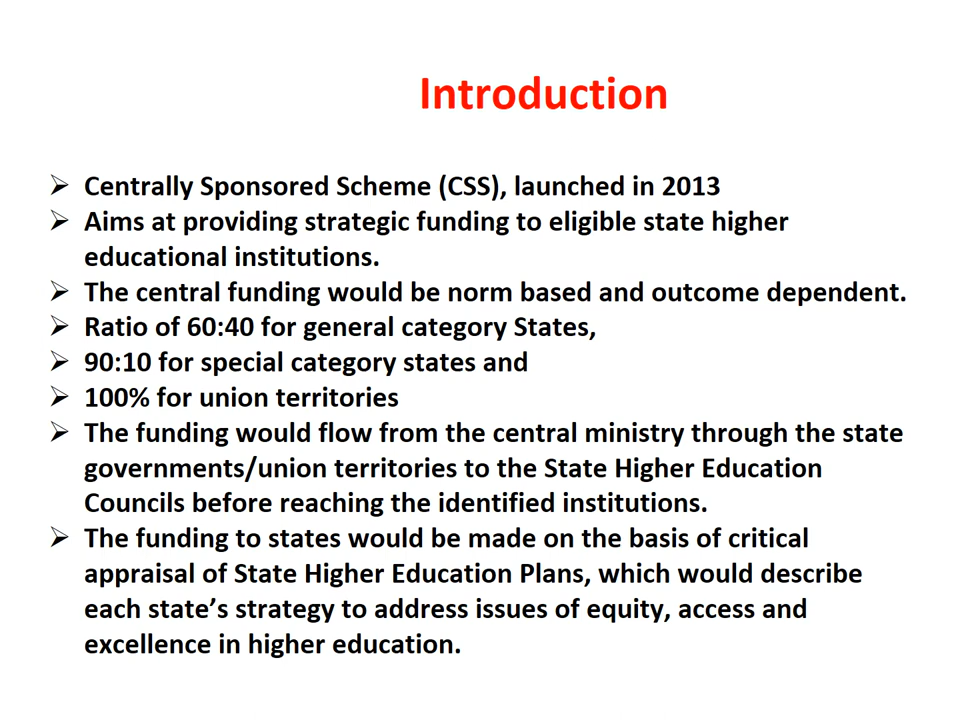 Introduction
➢ Centrally Sponsored Scheme (CSS), launched in 2013
➢ Aims at providing strategic funding to eligible state higher
educational institutions.
➢ The central funding would be norm based and outcome dependent.
➢ Ratio of 60:40 for general category States,
➢ 90:10 for special category states and
➢ 100% for union territories
➢ The funding would flow from the central ministry through the state
governments/union territories to the State Higher Education
Councils before reaching the identified institutions.
➢ The funding to states would be made on the basis of critical
appraisal of State Higher Education Plans, which would describe
each state’s strategy to address issues of equity, access and
excellence in higher education.